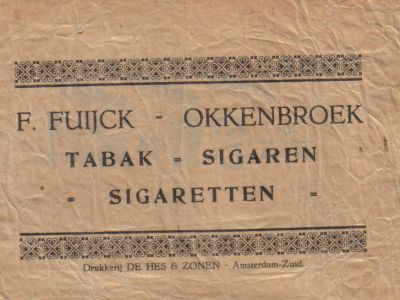 F. FUIJCK - OKKENBROEK
TABAK = SIGAREN
= SIGARETTEN =
Drukkerij DE HES & ZONEN - Amsterdam-Zuid.